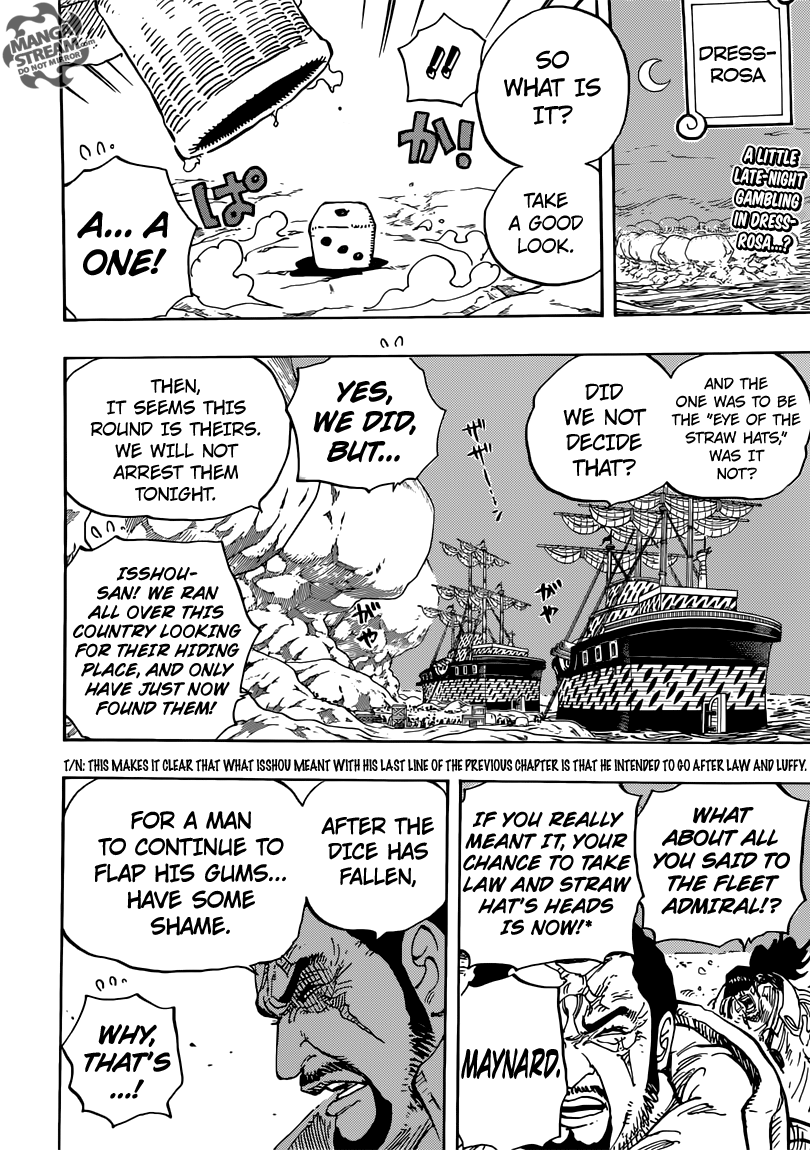 MANGA
STREAM.com
DO NOT MIRROR!
DRESS-
ROSA
A LITTLE
LATE-NIGHT
GAMBLING
IN DRESS-
ROSA...?
SO
WHAT IS
IT?
TAKE
A GOOD
LOOK.
!!
かぱ!
A... A
ONE!
AND THE
ONE WAS TO BE
THE "EYE OF THE
STRAW HATS,"
WAS IT
NOT?
DID
WE NOT
DECIDE
THAT?
ザザ...
YES,
WE DID,
BUT...
THEN,
IT SEEMS THIS
ROUND IS THEIRS.
WE WILL NOT
ARREST THEM
TONIGHT.
ガヤ
ガヤ
ISSHOU-
SAN! WE RAN
ALL OVER THIS
COUNTRY LOOKING
FOR THEIR HIDING
PLACE, AND ONLY
HAVE JUST NOW
FOUND THEM!
T/N: THIS MAKES IT CLEAR THAT WHAT ISSHOU MEANT WITH HIS LAST LINE OF THE PREVIOUS CHAPTER IS THAT HE INTENDED TO GO AFTER LAW AND LUFFY.
WHAT
ABOUT ALL
YOU SAID TO
THE FLEET
ADMIRAL!?
IF YOU REALLY
MEANT IT, YOUR
CHANCE TO TAKE
LAW AND STRAW
HAT'S HEADS
IS NOW!*
MAYNARD.
AFTER THE
DICE HAS
FALLEN,
FOR A MAN
TO CONTINUE TO
FLAP HIS GUMS...
HAVE SOME
SHAME.
WHY,
THAT'S
...!